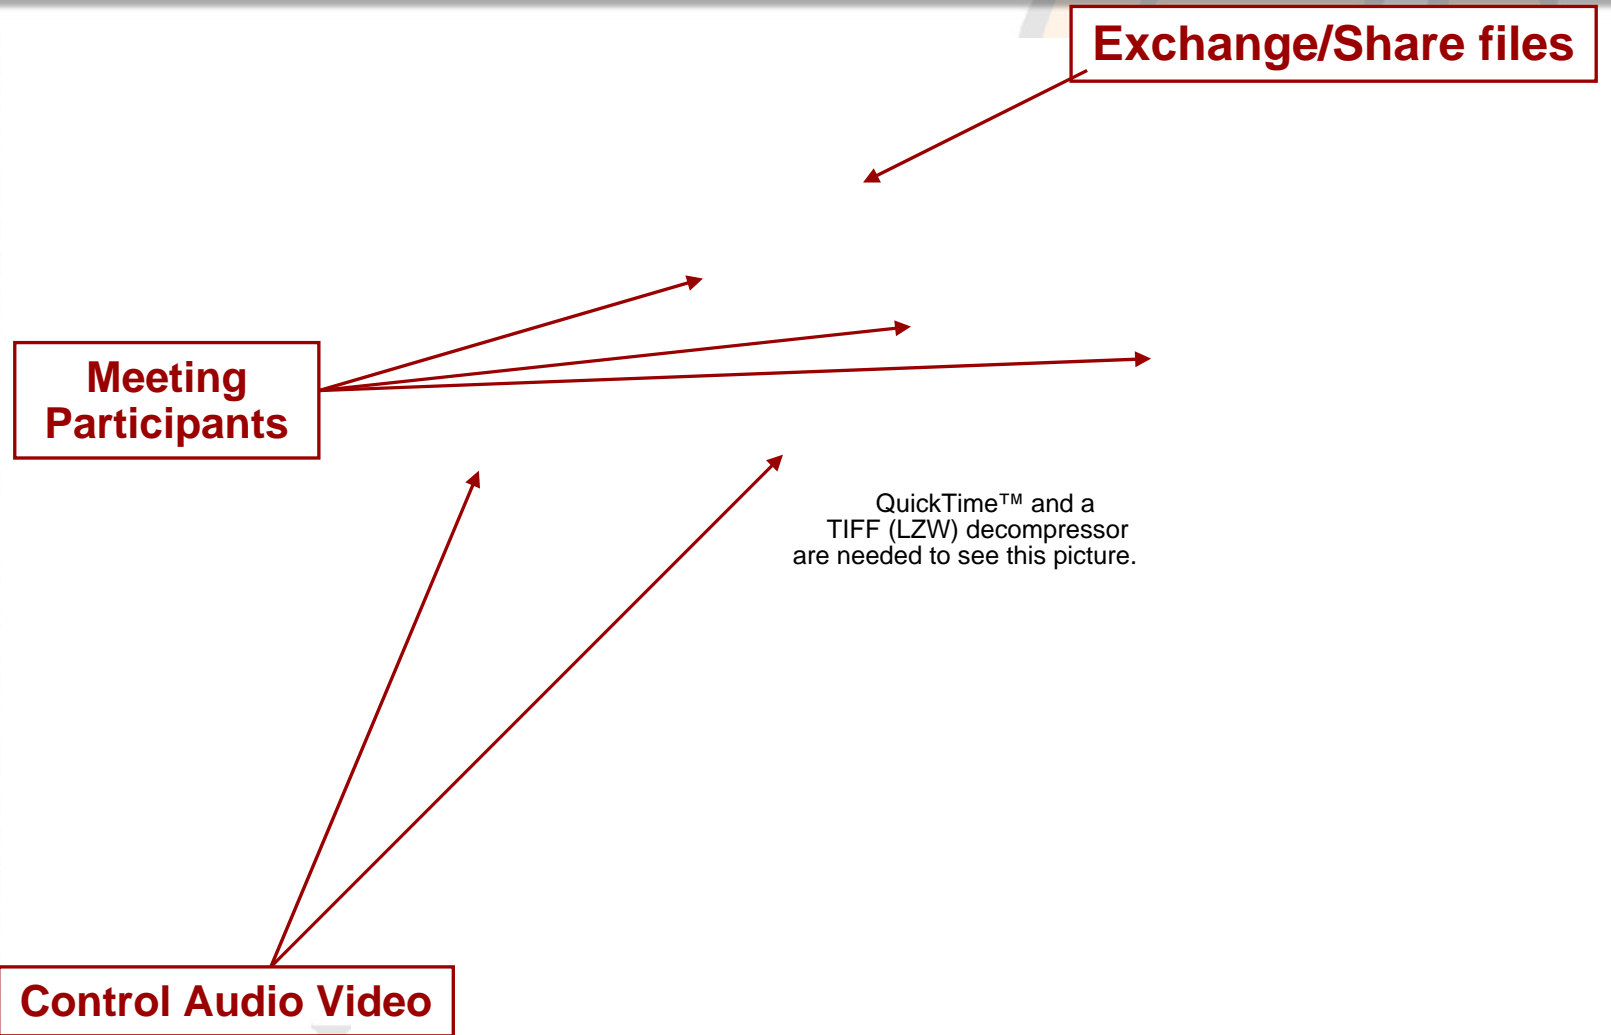 Exchange/Share files
Meeting
Participants
QuickTime™ and a
TIFF (LZW) decompressor
are needed to see this picture.
Control Audio Video